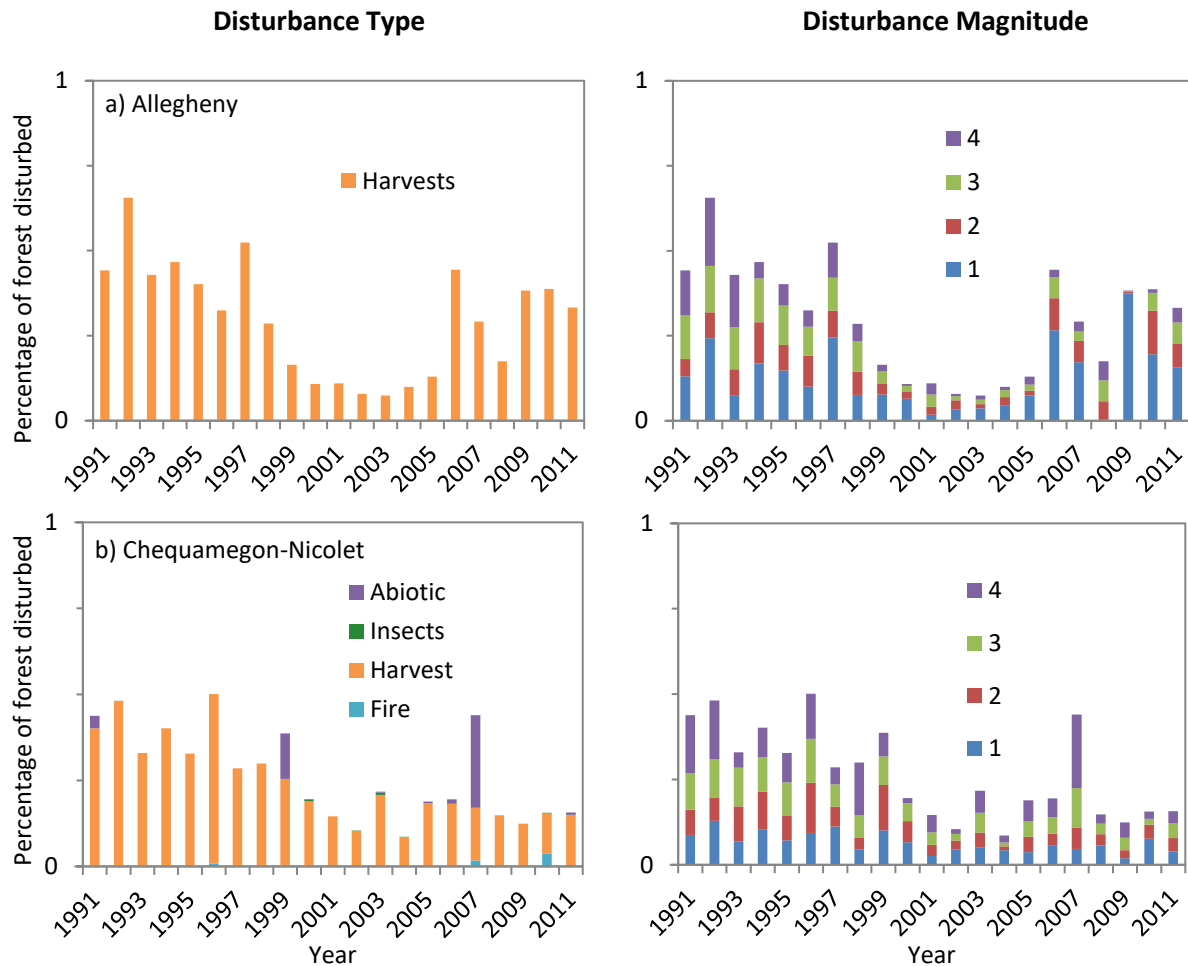 Disturbance Type
Disturbance Magnitude
Percentage of forest disturbed
1
0
a) Allegheny
Harvests
1991 1993 1995 1997 1999 2001 2003 2005 2007 2009 2011
1
0
4
3
2
1
1991 1993 1995 1997 1999 2001 2003 2005 2007 2009 2011
Percentage of forest disturbed
1
0
b) Chequamegon-Nicolet
Abiotic
Insects
Harvest
Fire
1991 1993 1995 1997 1999 2001 2003 2005 2007 2009 2011
Year
1
0
4
3
2
1
1991 1993 1995 1997 1999 2001 2003 2005 2007 2009 2011
Year